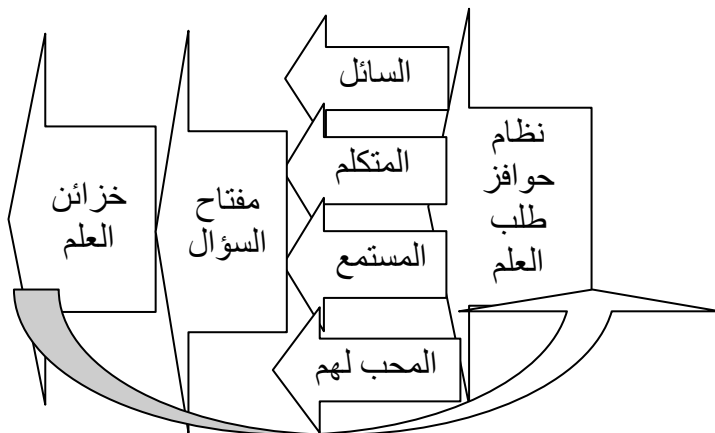 نظام
حوافز
طلب
العلم
السائل
المتكلم
المستمع
المحب لهم
مفتاح
السؤال
خزائن
العلم